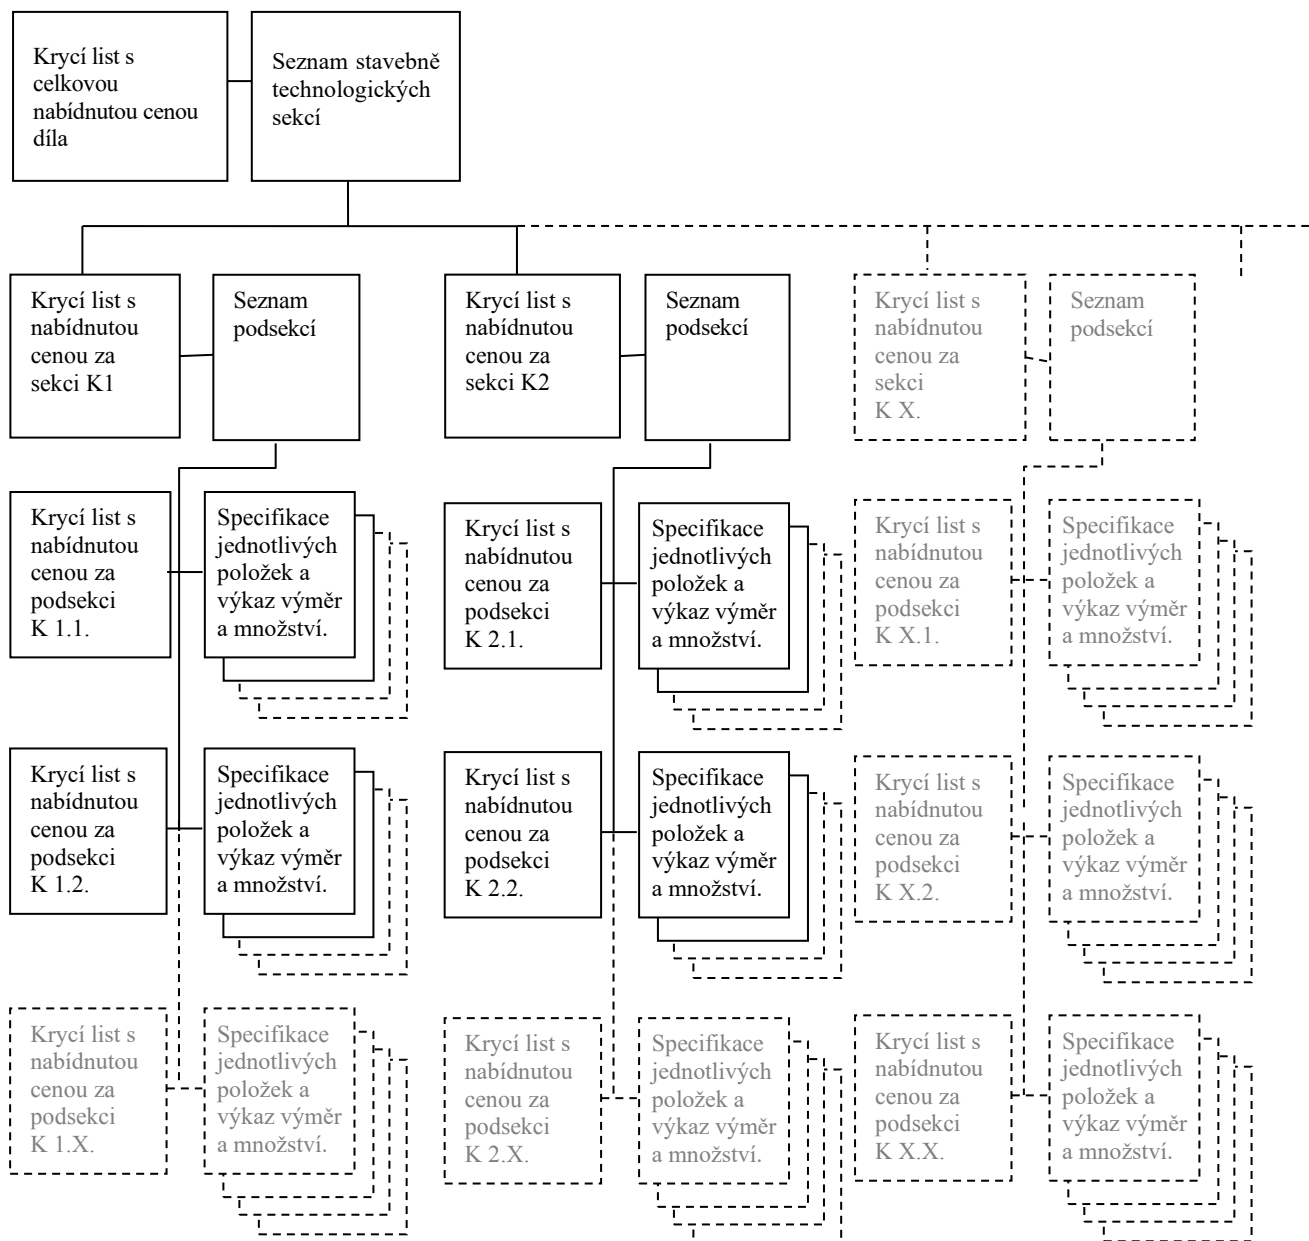 Krycí list s
celkovou
nabídnutou cenou
díla
Seznam stavebně
technologických
sekcí
Krycí list s
nabídnutou
cenou za
sekci K1
Seznam
podsekcí
Krycí list s
nabídnutou
cenou za
sekci K2
Seznam
podsekcí
Krycí list s
nabídnutou
cenou za
sekci
K X.
Seznam
podsekcí
Krycí list s
nabídnutou
cenou za
podsekci
K 1.1.
Specifikace
jednotlivých
položek a
výkaz výměr
a množství.
Krycí list s
nabídnutou
cenou za
podsekci
K 2.1.
Specifikace
jednotlivých
položek a
výkaz výměr
a množství.
Krycí list s
nabídnutou
cenou za
podsekci
K X.1.
Specifikace
jednotlivých
položek a
výkaz výměr
a množství.
Krycí list s
nabídnutou
cenou za
podsekci
K 1.2.
Specifikace
jednotlivých
položek a
výkaz výměr
a množství.
Krycí list s
nabídnutou
cenou za
podsekci
K 2.2.
Specifikace
jednotlivých
položek a
výkaz výměr
a množství.
Krycí list s
nabídnutou
cenou za
podsekci
K X.2.
Specifikace
jednotlivých
položek a
výkaz výměr
a množství.
Krycí list s
nabídnutou
cenou za
podsekci
K 1.X.
Specifikace
jednotlivých
položek a
výkaz výměr
a množství.
Krycí list s
nabídnutou
cenou za
podsekci
K 2.X.
Specifikace
jednotlivých
položek a
výkaz výměr
a množství.
Krycí list s
nabídnutou
cenou za
podsekci
K X.X.
Specifikace
jednotlivých
položek a
výkaz výměr
a množství.